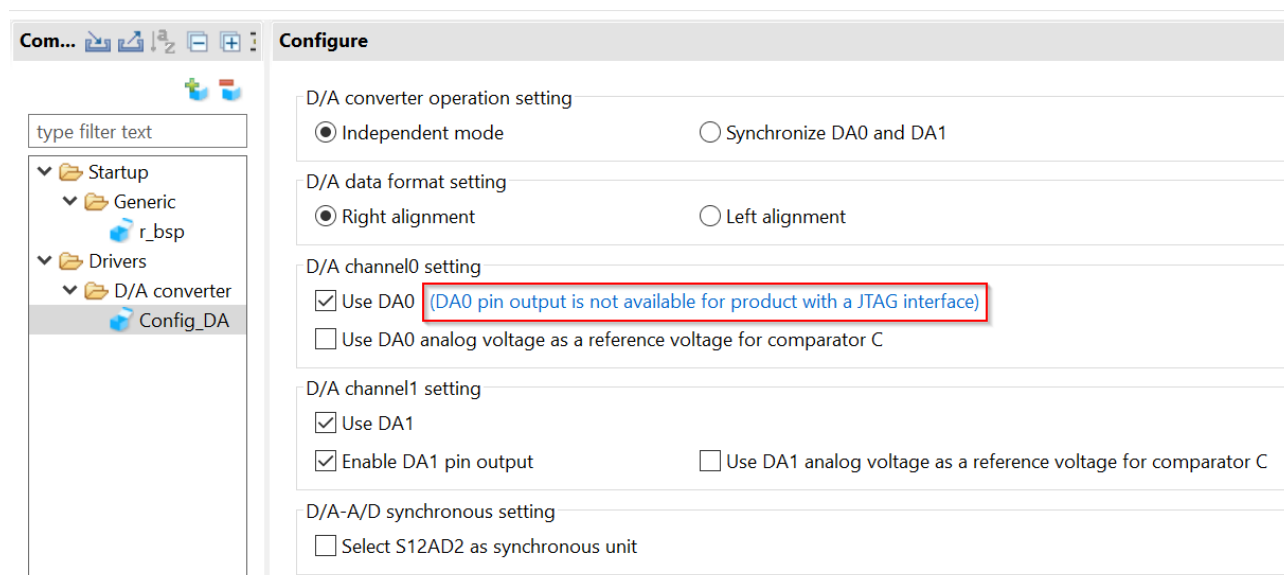 Com...
Configure
type filter text
Startup
Generic
r_bsp
Drivers
D/A converter
Config_DA
D/A converter operation setting
Independent mode
Synchronize DA0 and DA1
D/A data format setting
Right alignment
Left alignment
D/A channel0 setting
Use DA0 (DA0 pin output is not available for product with a JTAG interface)
Use DA0 analog voltage as a reference voltage for comparator C
D/A channel1 setting
Use DA1
Enable DA1 pin output
Use DA1 analog voltage as a reference voltage for comparator C
D/A-A/D synchronous setting
Select S12AD2 as synchronous unit